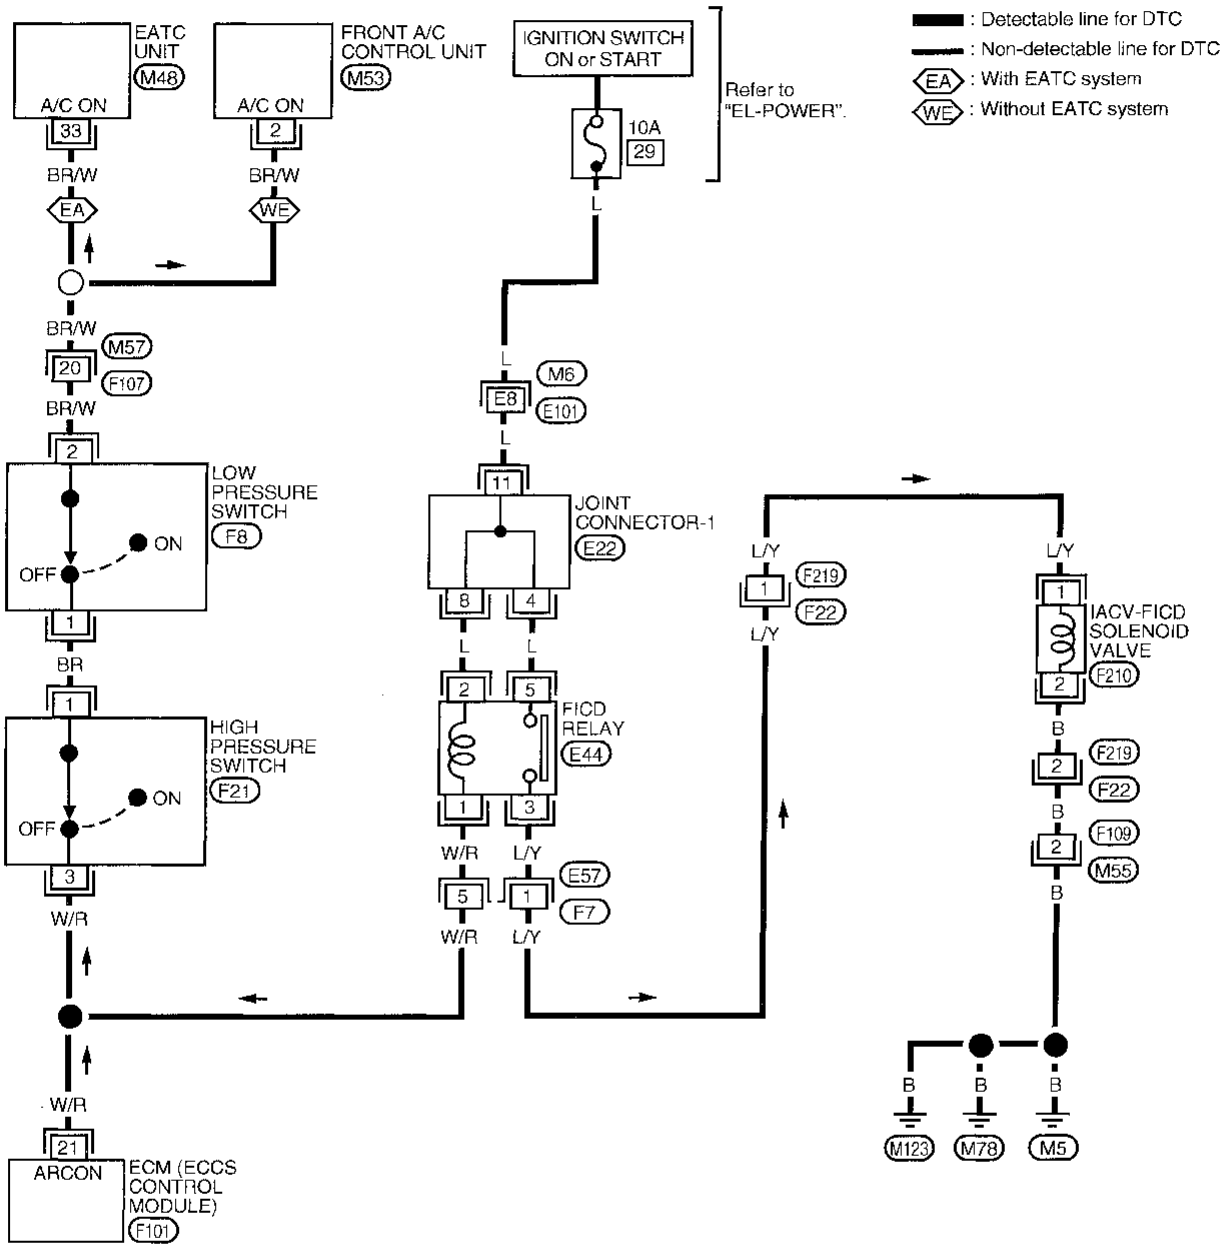 EATC
UNIT
M48
A/C ON
33
BR/W
EA
FRONT A/C
CONTROL UNIT
M53
A/C ON
2
BR/W
WE
IGNITION SWITCH
ON or START
10A
29
L
Refer to
"EL-POWER".
: Detectable line for DTC
: Non-detectable line for DTC
EA : With EATC system
WE : Without EATC system
BR/W
M57
20
F107
BR/W
2
LOW
PRESSURE
SWITCH
F8
ON
OFF
1
BR
1
HIGH
PRESSURE
SWITCH
F21
ON
OFF
3
W/R
W/R
21
ARCON
ECM (ECCS
CONTROL
MODULE)
F101
L
M6
E8
E101
L
11
JOINT
CONNECTOR-1
E22
8
4
L
L
2
5
FICD
RELAY
E44
1
3
W/R
L/Y
E57
5
1
F7
W/R
L/Y
L/Y
F219
1
F22
L/Y
L/Y
1
IACV-FICD
SOLENOID
VALVE
F210
2
B
F219
2
F22
B
F109
2
M55
B
B
B
B
M123
M78
M5